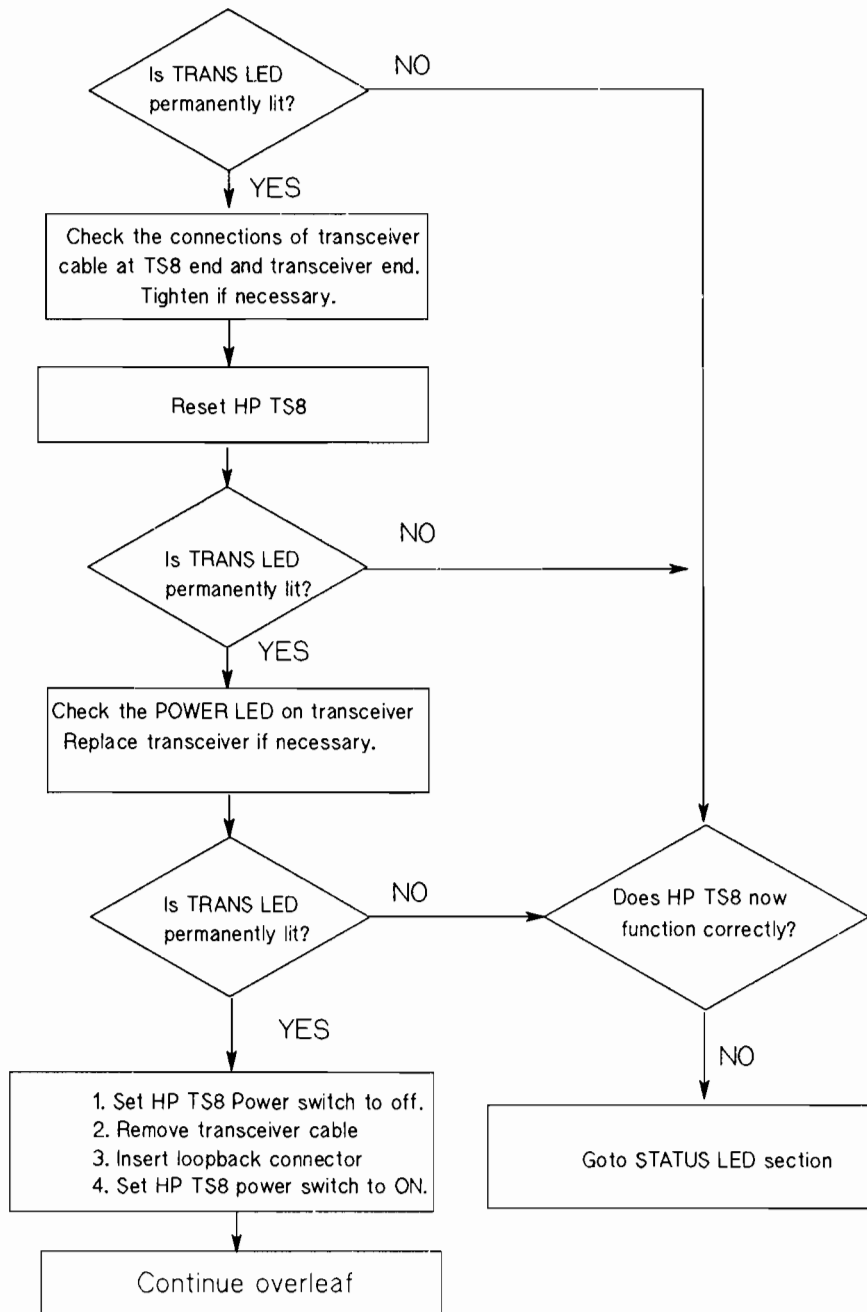 Is TRANS LED
permanently lit?
NO
YES
Check the connections of transceiver
cable at TS8 end and transceiver end.
Tighten if necessary.
Reset HP TS8
Is TRANS LED
permanently lit?
NO
YES
Check the POWER LED on transceiver
Replace transceiver if necessary.
Is TRANS LED
permanently lit?
NO
Does HP TS8 now
function correctly?
YES
NO
1. Set HP TS8 Power switch to off.
2. Remove transceiver cable
3. Insert loopback connector
4. Set HP TS8 power switch to ON.
Goto STATUS LED section
Continue overleaf